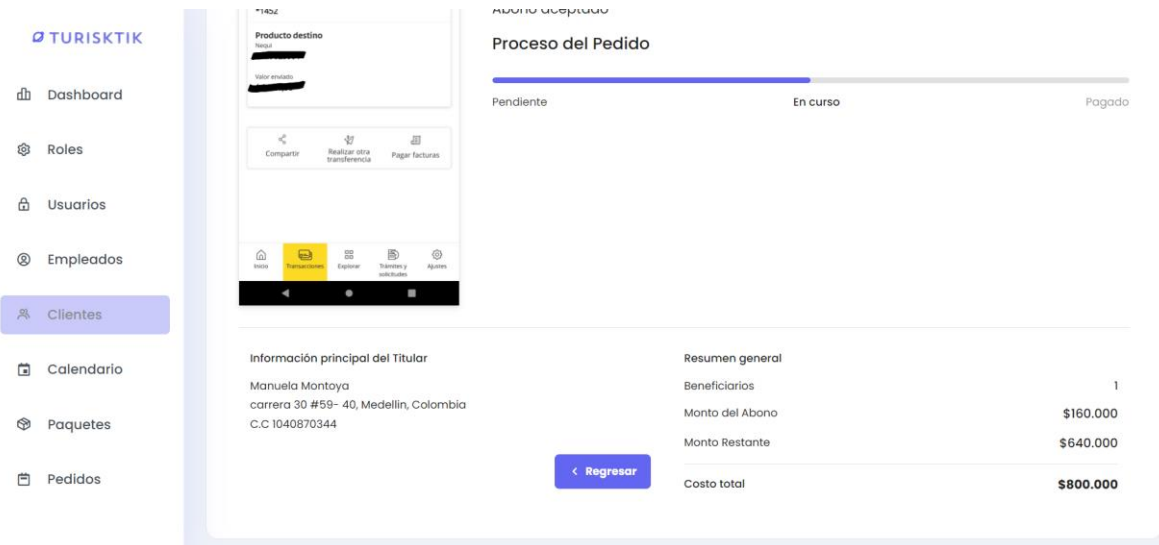 TURISKTIK
Dashboard
Roles
Usuarios
Empleados
Clientes
Calendario
Paquetes
Pedidos
*1452
Producto destino
Nequi
Valor enviado
Compartir
Realizar otra
transferencia
Pagar facturas
Inicio
Transacciones
Explorar
Trámites y
solicitudes
Ajustes
Abono aceptado
Proceso del Pedido
Pendiente
En curso
Pagado
Información principal del Titular
Manuela Montoya
carrera 30 #59- 40, Medellin, Colombia
C.C 1040870344
Regresar
Resumen general
Beneficiarios 1
Monto del Abono $160.000
Monto Restante $640.000
Costo total $800.000